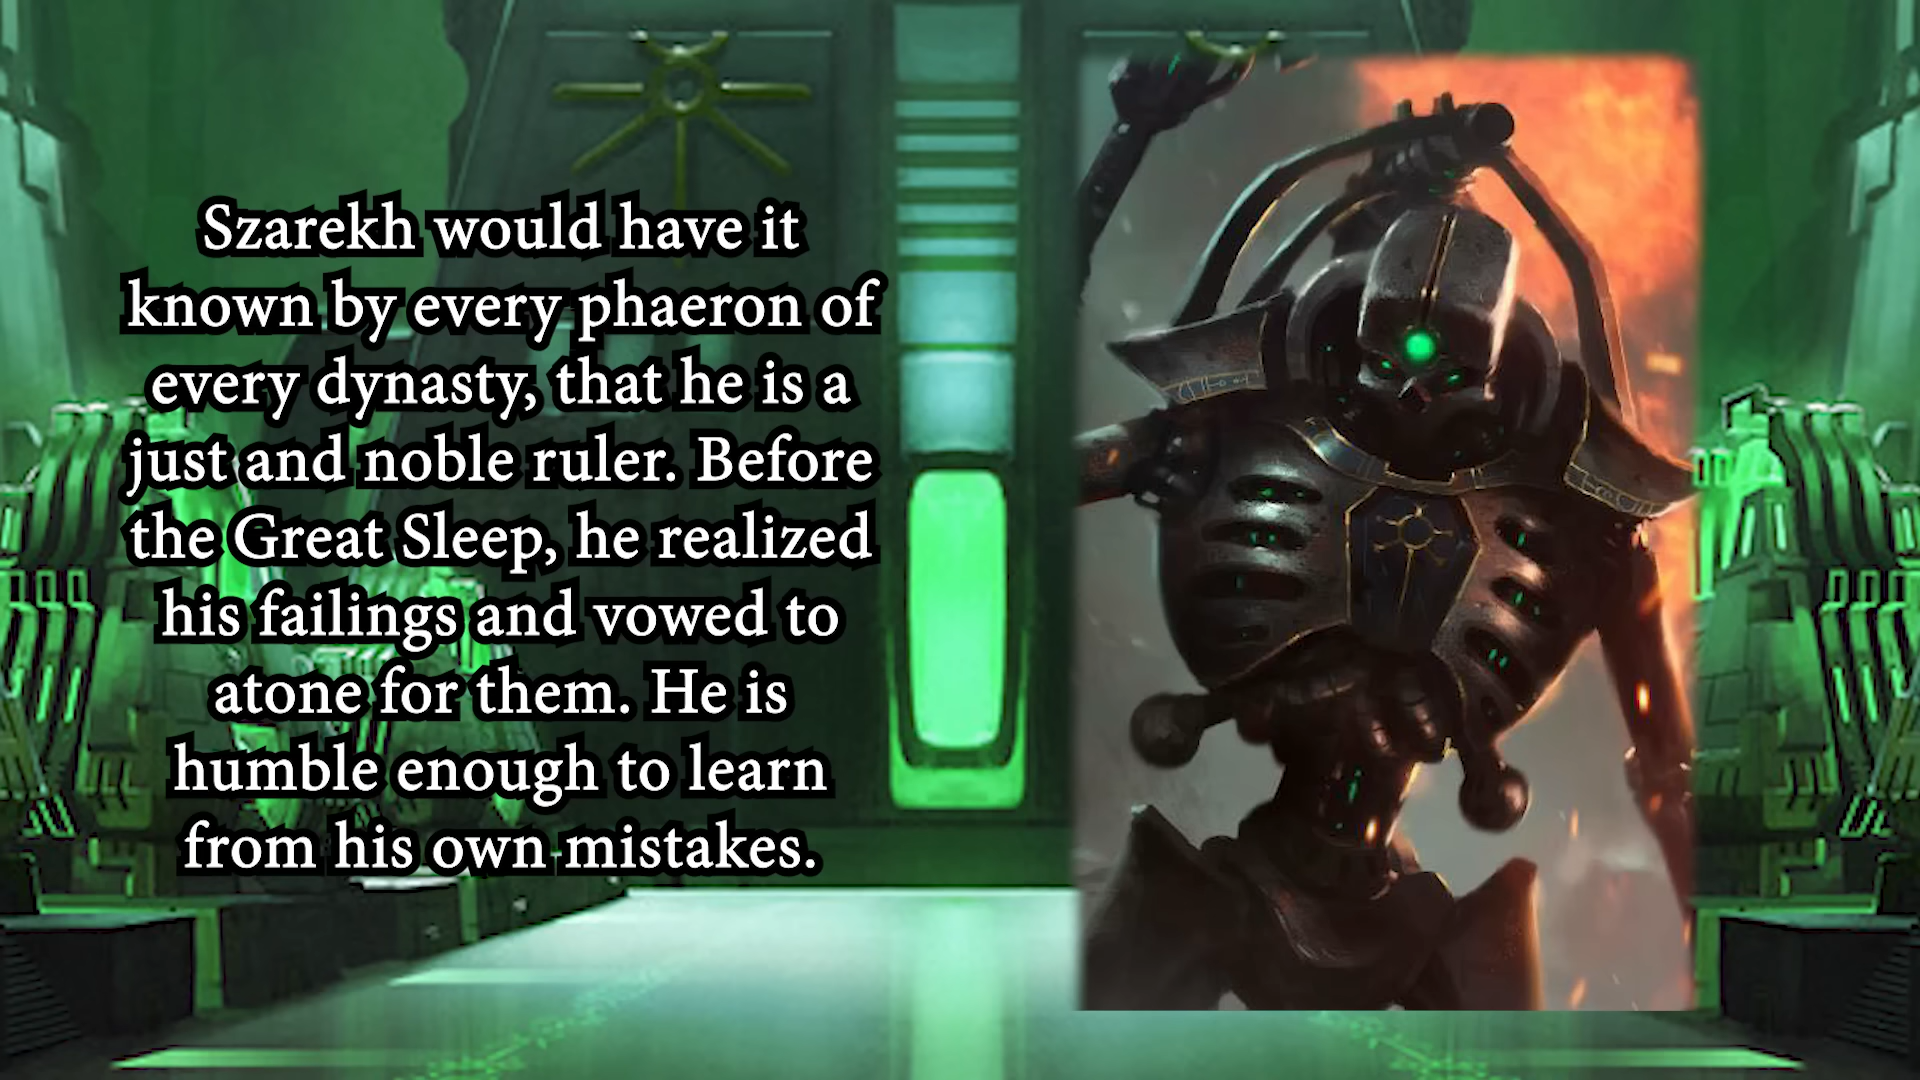 Szarekh would have it
known by every phaeron of
every dynasty, that he is a
just and noble ruler. Before
the Great Sleep, he realized
his failings and vowed to
atone for them. He is
humble enough to learn
from his own mistakes.